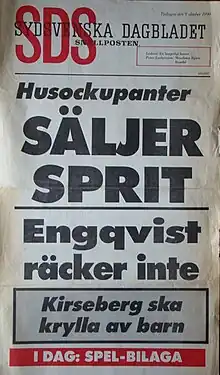 SDS
SYDSVENSKA DAGBLADET
SNÄLLPOSTEN
Husockupanter
SÄLJER
SPRIT
Engqvist
räcker inte
Kirseberg ska
krylla av barn
I DAG: SPEL-BILAGA